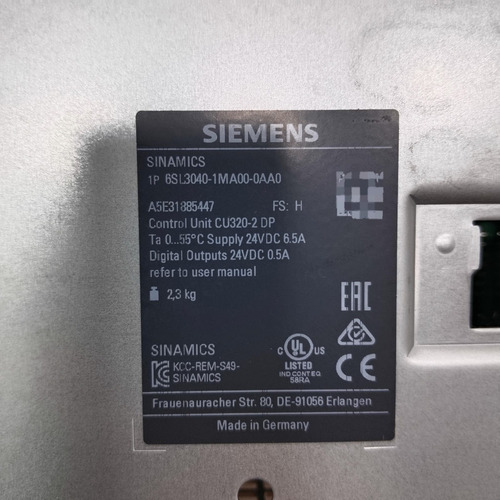 SIEMENS
SINAMICS
1P 6SL3040-1MA00-0AA0
A5E31885447 FS: H
Control Unit CU320-2 DP
Ta 0...55°C Supply 24VDC 6.5A
Digital Outputs 24VDC 0.5A
refer to user manual
2,3 kg
EAC
SINAMICS
KCC-REM-S49-
SINAMICS
C UL US
LISTED
IND CONT EQ
58RA
CE
Frauenauracher Str. 80, DE-91056 Erlangen
Made in Germany